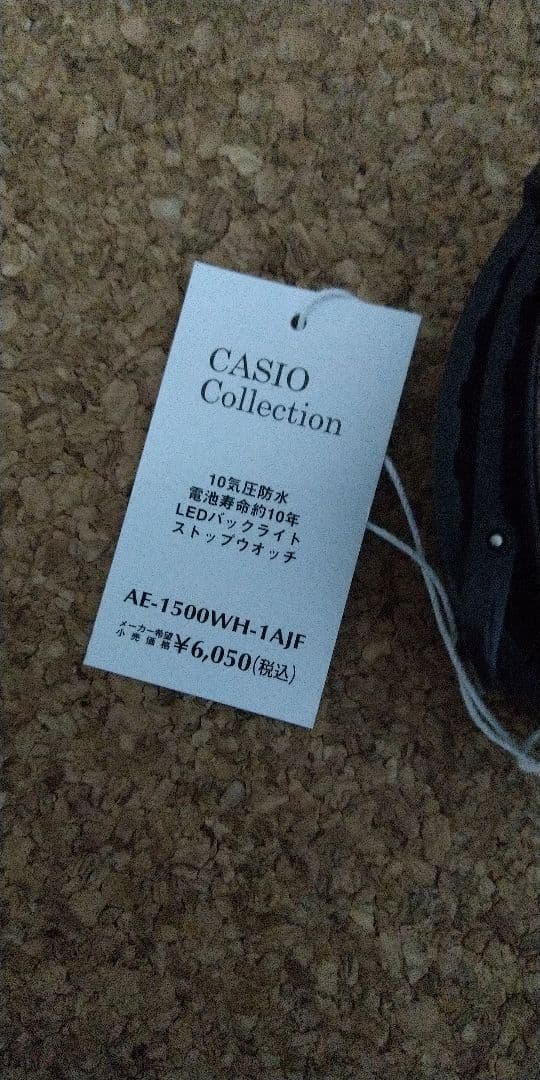 CASIO
Collection
10気圧防水
電池寿命約10年
LEDバックライト
ストップウオッチ
AE-1500WH-1AJF
メーカー希望
小売価格 ¥6,050(税込)